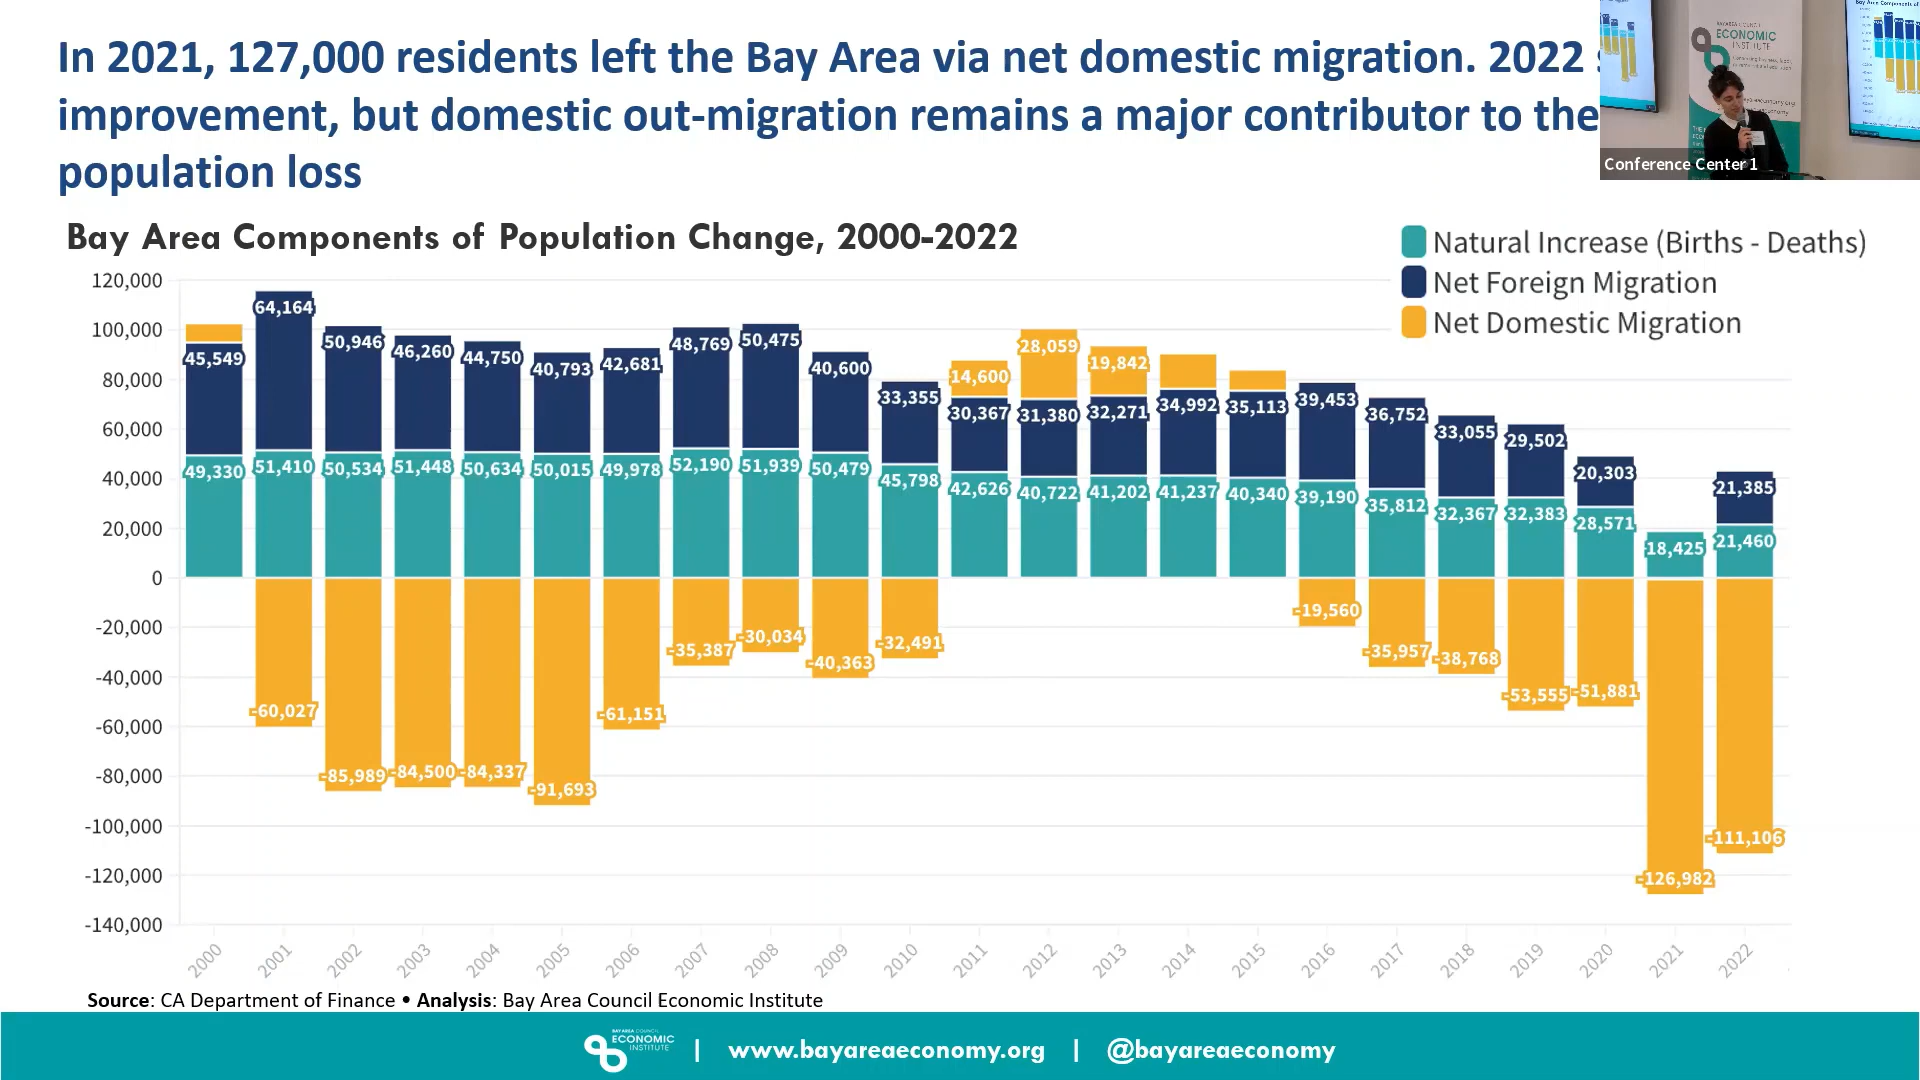 In 2021, 127,000 residents left the Bay Area via net domestic migration. 2022
improvement, but domestic out-migration remains a major contributor to the
population loss
BAY AREA COUNCIL
ECONOMIC
INSTITUTE
Conference Center 1
Bay Area Components of Population Change, 2000-2022
Natural Increase (Births - Deaths)
Net Foreign Migration
Net Domestic Migration
120,000
100,000
80,000
60,000
40,000
20,000
0
-20,000
-40,000
-60,000
-80,000
-100,000
-120,000
-140,000
45,549 64,164 50,946 46,260 44,750 40,793 42,681 48,769 50,475 40,600 33,355 30,367 31,380 32,271 34,992 35,113 39,453 36,752 33,055 29,502 20,303 21,385
14,600 28,059 19,842
49,330 51,410 50,534 51,448 50,634 50,015 49,978 52,190 51,939 50,479 45,798 42,626 40,722 41,202 41,237 40,340 39,190 35,812 32,367 32,383 28,571 18,425 21,460
-60,027 -85,989 -84,500 -84,337 -91,693 -61,151 -35,387 -30,034 -40,363 -32,491 -19,560 -35,957 -38,768 -53,555 -51,881 -126,982 -111,106
2000 2001 2002 2003 2004 2005 2006 2007 2008 2009 2010 2011 2012 2013 2014 2015 2016 2017 2018 2019 2020 2021 2022
Source: CA Department of Finance • Analysis: Bay Area Council Economic Institute
BAY AREA COUNCIL
ECONOMIC
INSTITUTE
| www.bayareaeconomy.org | @bayareaeconomy